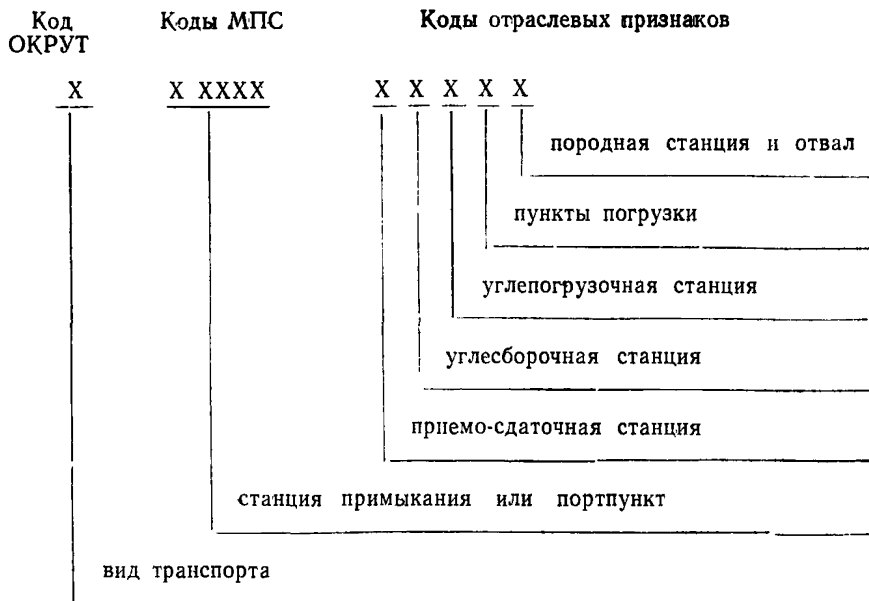 Код Коды МПС Коды отраслевых признаков
ОКРУТ
X X XXXX X X X X X
породная станция и отвал
пункты погрузки
углепогрузочная станция
углесборочная станция
приемо-сдаточная станция
станция примыкания или портпункт
вид транспорта